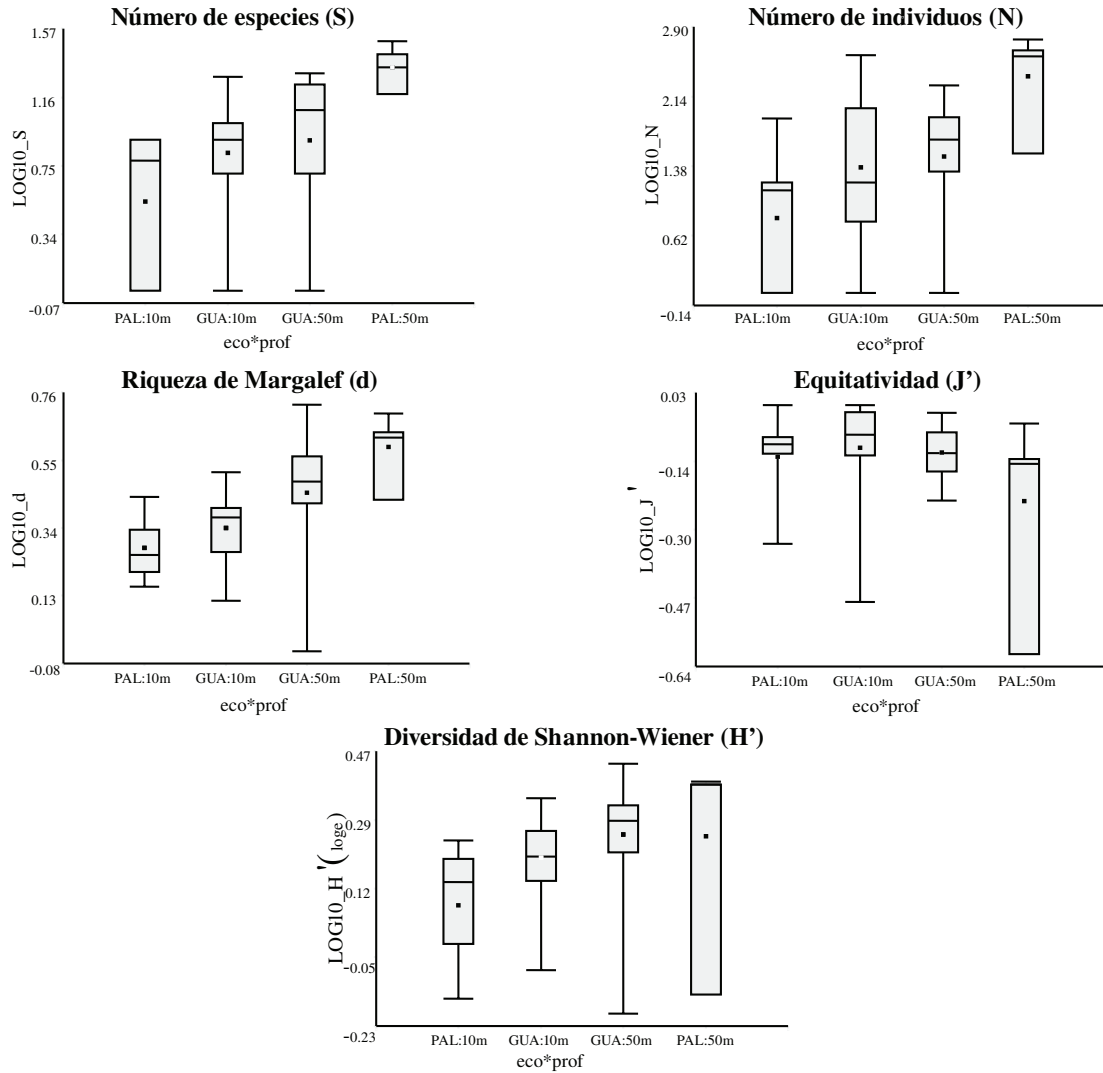 Número de especies (S)
1.57
1.16
0.75
0.34
-0.07
LOG10_S
PAL:10m GUA:10m GUA:50m PAL:50m
eco*prof
Número de individuos (N)
2.90
2.14
1.38
0.62
-0.14
LOG10_N
PAL:10m GUA:10m GUA:50m PAL:50m
eco*prof
Riqueza de Margalef (d)
0.76
0.55
0.34
0.13
-0.08
LOG10_d
PAL:10m GUA:10m GUA:50m PAL:50m
eco*prof
Equitatividad (J’)
0.03
-0.14
-0.30
-0.47
-0.64
LOG10_J'
PAL:10m GUA:10m GUA:50m PAL:50m
eco*prof
Diversidad de Shannon-Wiener (H’)
0.47
0.29
0.12
-0.05
-0.23
LOG10_H'(loge)
PAL:10m GUA:10m GUA:50m PAL:50m
eco*prof